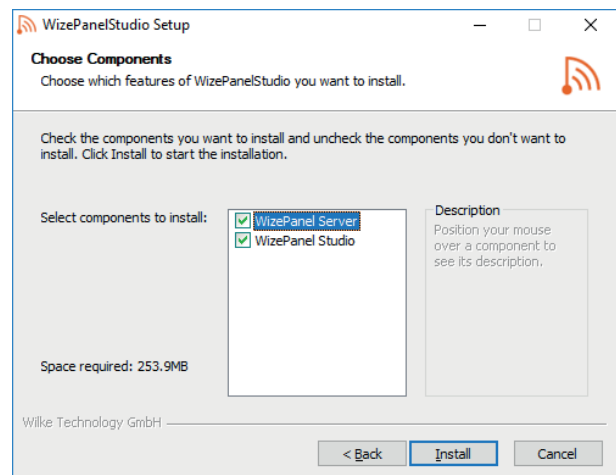 WizePanelStudio Setup
Choose Components
Choose which features of WizePanelStudio you want to install.
Check the components you want to install and uncheck the components you don't want to
install. Click Install to start the installation.
Select components to install:
WizePanel Server
WizePanel Studio
Description
Position your mouse
over a component to
see its description.
Space required: 253.9MB
Wilke Technology GmbH
< Back
Install
Cancel